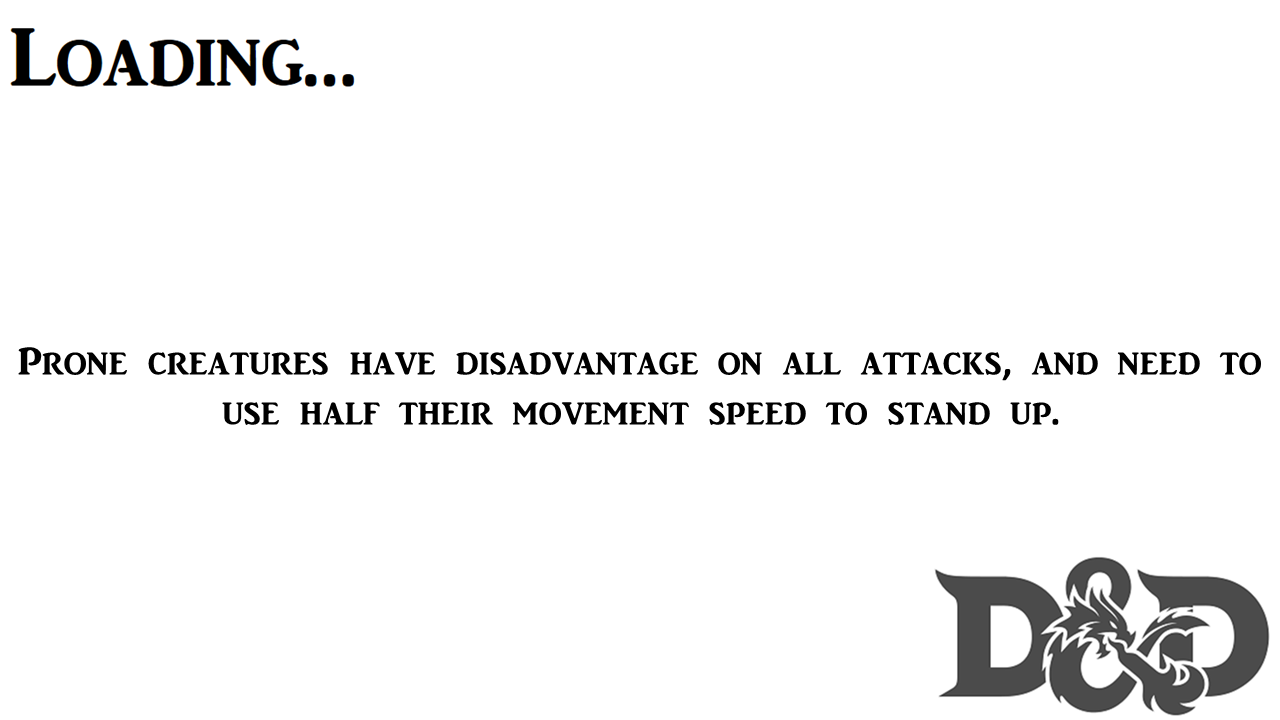 Loading...
Prone creatures have disadvantage on all attacks, and need to
use half their movement speed to stand up.
D&D